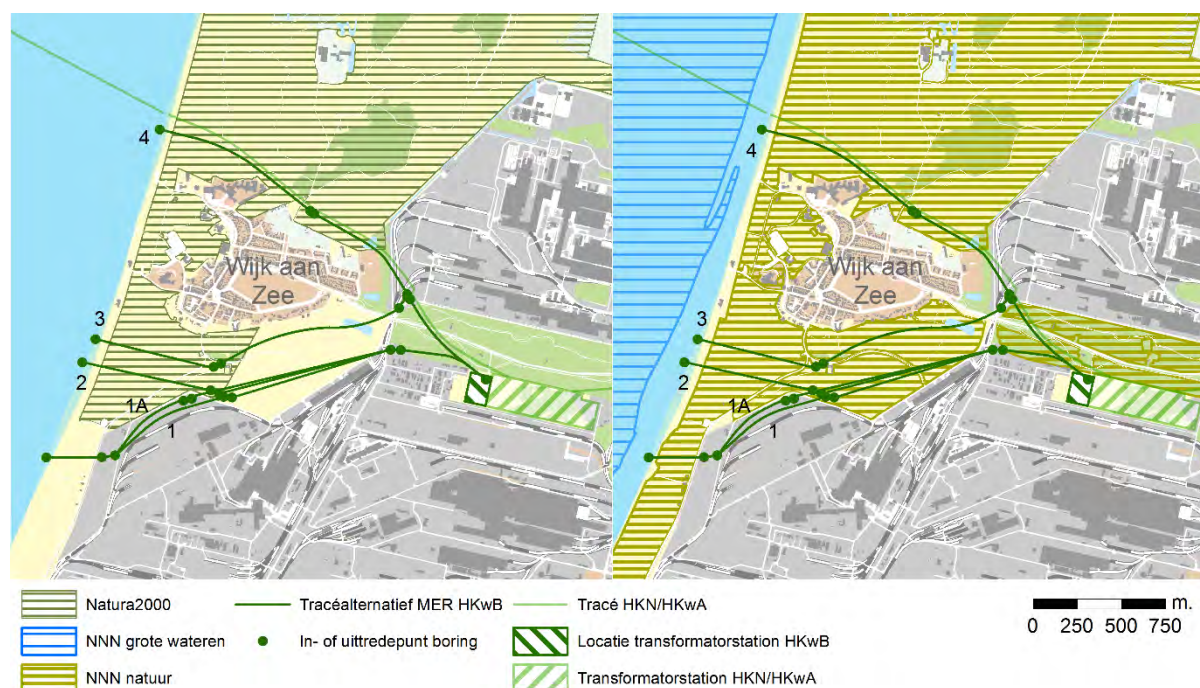 4
Wijk aan
Zee
3
2
1A
1
4
Wijk aan
Zee
3
2
1A
1
Natura2000
Tracéalternatief MER HKwB
Tracé HKN/HKwA
m.
0 250 500 750
NNN grote wateren
In- of uittredepunt boring
Locatie transformatorstation HKwB
NNN natuur
Transformatorstation HKN/HKwA